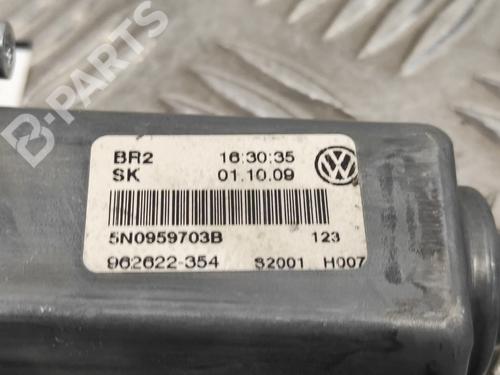 B-PARTS
BR2 16:30:35
SK 01.10.09
5N0959703B 123
962622-354 S2001 H007